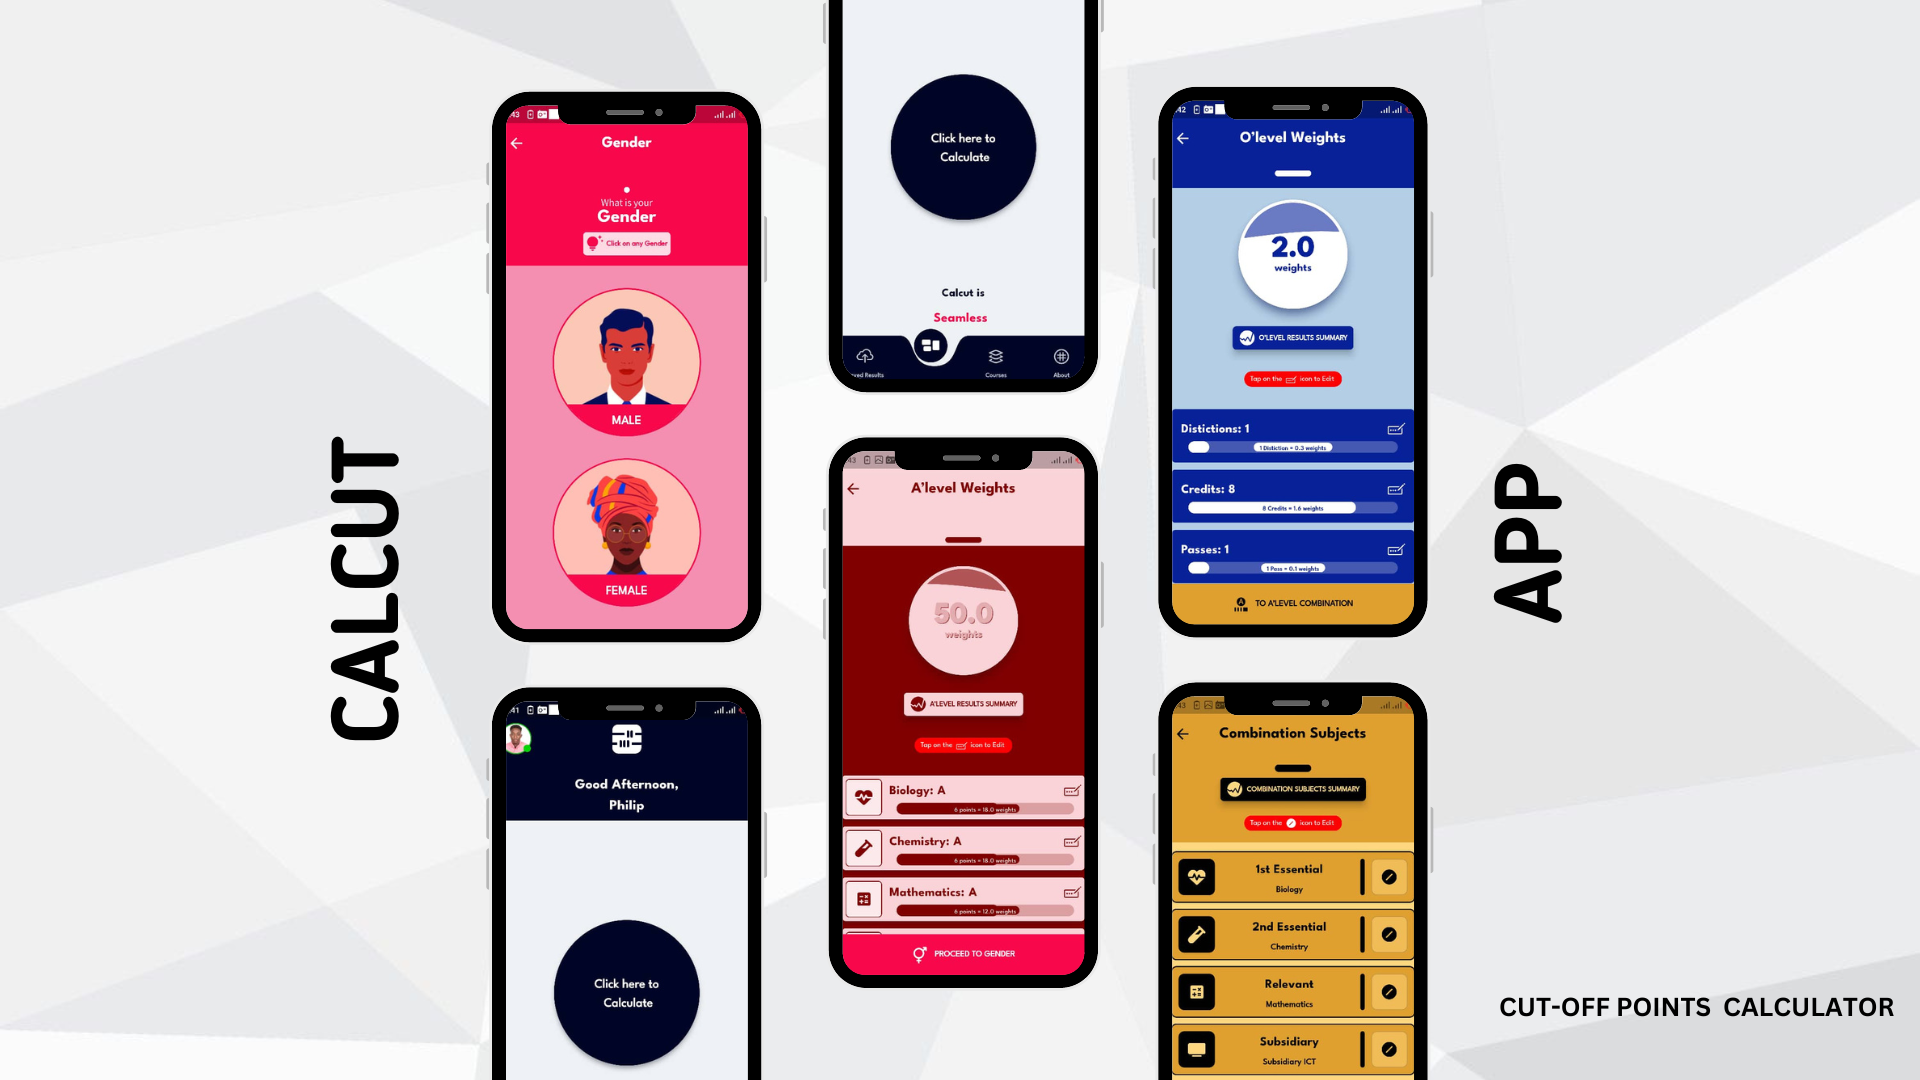 CALCUT
43
Gender
What is your
Gender
Click on any Gender
MALE
FEMALE
41
Good Afternoon,
Philip
Click here to
Calculate
Click here to
Calculate
Calcut is
Seamless
ved Results
Courses
About
43
A'level Weights
50.0
weights
A'LEVEL RESULTS SUMMARY
Tap on the icon to Edit
Biology: A
6 points = 18.0 weights
Chemistry: A
6 points = 18.0 weights
Mathematics: A
6 points = 12.0 weights
PROCEED TO GENDER
42
O'level Weights
2.0
weights
O'LEVEL RESULTS SUMMARY
Tap on the icon to Edit
Distictions: 1
1 Distiction = 0.3 weights
Credits: 8
8 Credits = 1.6 weights
Passes: 1
1 Pass = 0.1 weights
TO A'LEVEL COMBINATION
43
Combination Subjects
COMBINATION SUBJECTS SUMMARY
Tap on the icon to Edit
1st Essential
Biology
2nd Essential
Chemistry
Relevant
Mathematics
Subsidiary
Subsidiary ICT
APP
CUT-OFF POINTS CALCULATOR